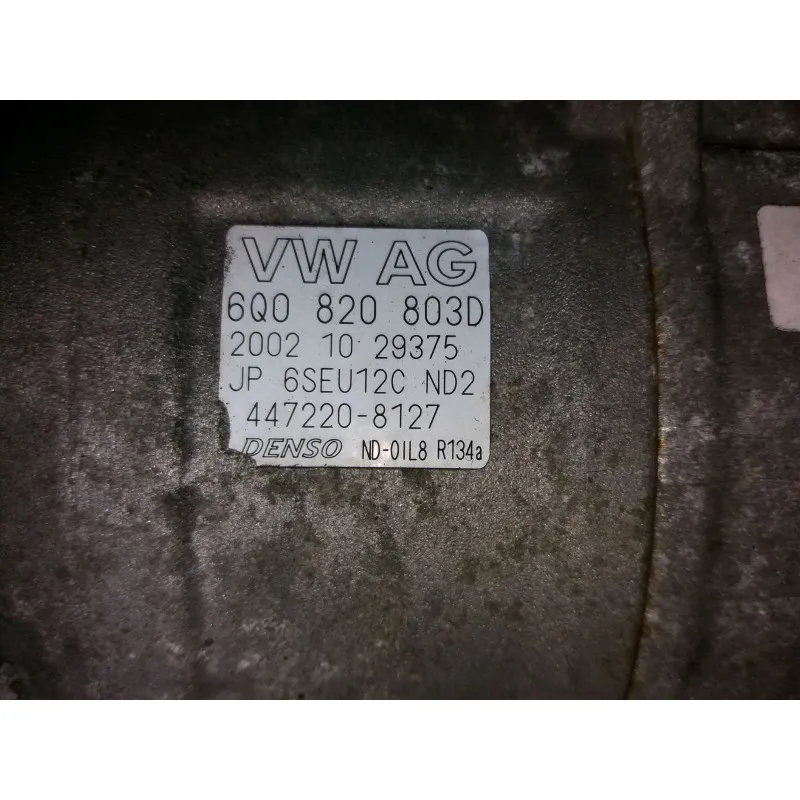 VW AG
6Q0 820 803D
2002 10 29375
JP 6SEU12C ND2
447220-8127
DENSO ND-OIL8 R134a